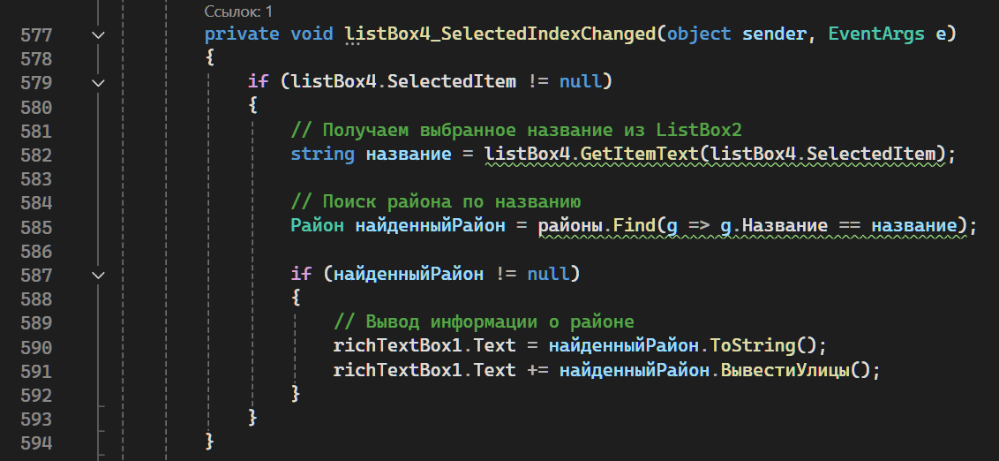 Ссылок: 1
577 private void listBox4_SelectedIndexChanged(object sender, EventArgs e)
578 {
579 if (listBox4.SelectedItem != null)
580 {
581 // Получаем выбранное название из ListBox2
582 string название = listBox4.GetItemText(listBox4.SelectedItem);
583
584 // Поиск района по названию
585 Район найденныйРайон = районы.Find(g => g.Название == название);
586
587 if (найденныйРайон != null)
588 {
589 // Вывод информации о районе
590 richTextBox1.Text = найденныйРайон.ToString();
591 richTextBox1.Text += найденныйРайон.ВывестиУлицы();
592 }
593 }
594 }